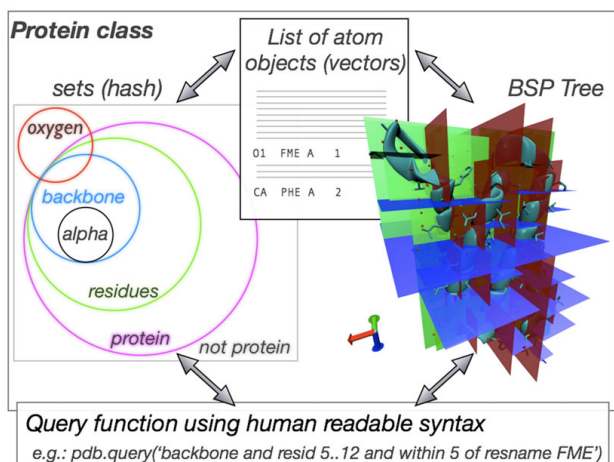 Protein class
List of atom
objects (vectors)
sets (hash)
BSP Tree
oxygen
O1 FME A 1
CA PHE A 2
backbone
alpha
residues
protein
not protein
Query function using human readable syntax
e.g.: pdb.query(‘backbone and resid 5..12 and within 5 of resname FME’)